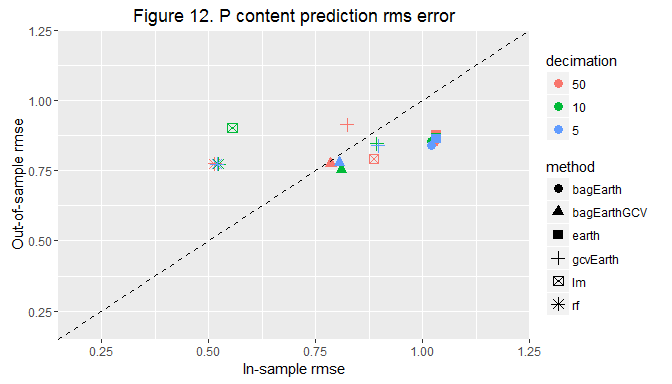 Figure 12. P content prediction rms error
1.25
1.00
0.75
0.50
0.25
Out-of-sample rmse
0.25 0.50 0.75 1.00 1.25
In-sample rmse
decimation
50
10
5
method
bagEarth
bagEarthGCV
earth
gcvEarth
lm
rf